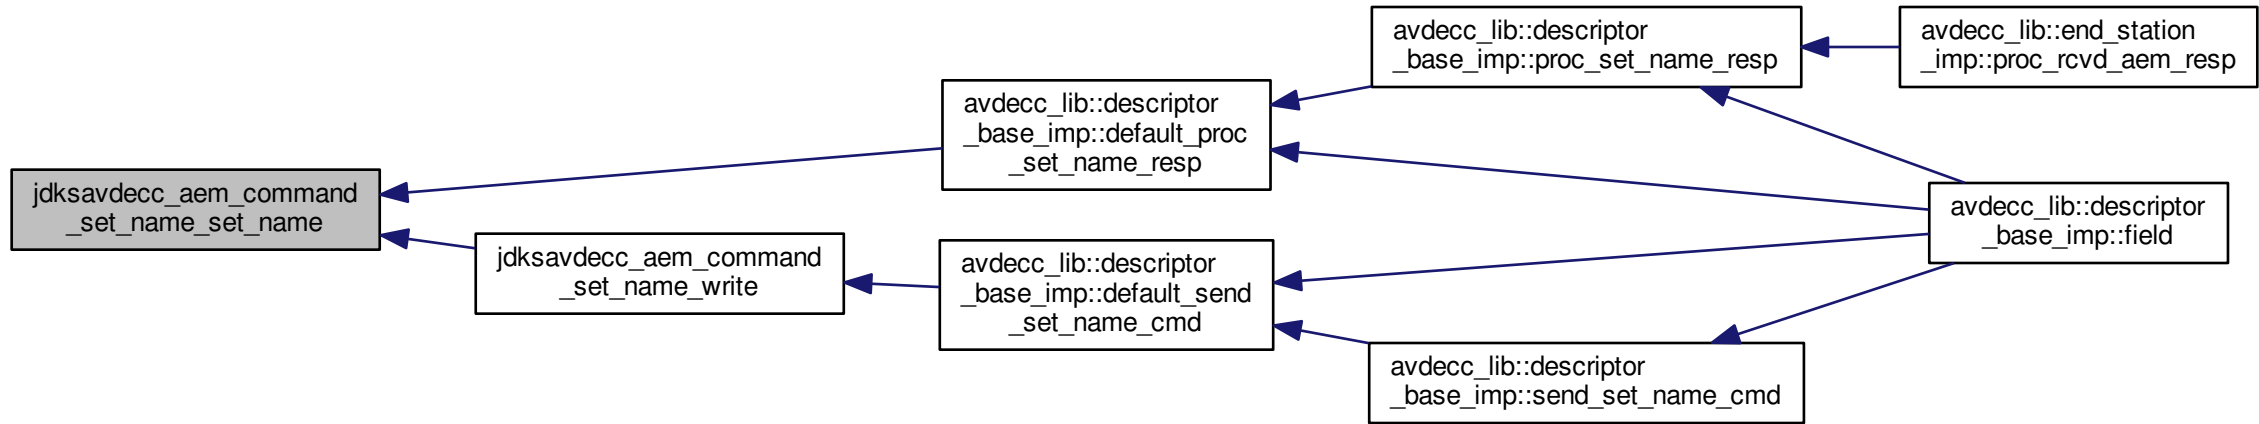 avdecc_lib::descriptor
_base_imp::proc_set_name_resp
avdecc_lib::end_station
_imp::proc_rcvd_aem_resp
avdecc_lib::descriptor
_base_imp::default_proc
_set_name_resp
jdksavdecc_aem_command
_set_name_set_name
avdecc_lib::descriptor
_base_imp::field
jdksavdecc_aem_command
_set_name_write
avdecc_lib::descriptor
_base_imp::default_send
_set_name_cmd
avdecc_lib::descriptor
_base_imp::send_set_name_cmd